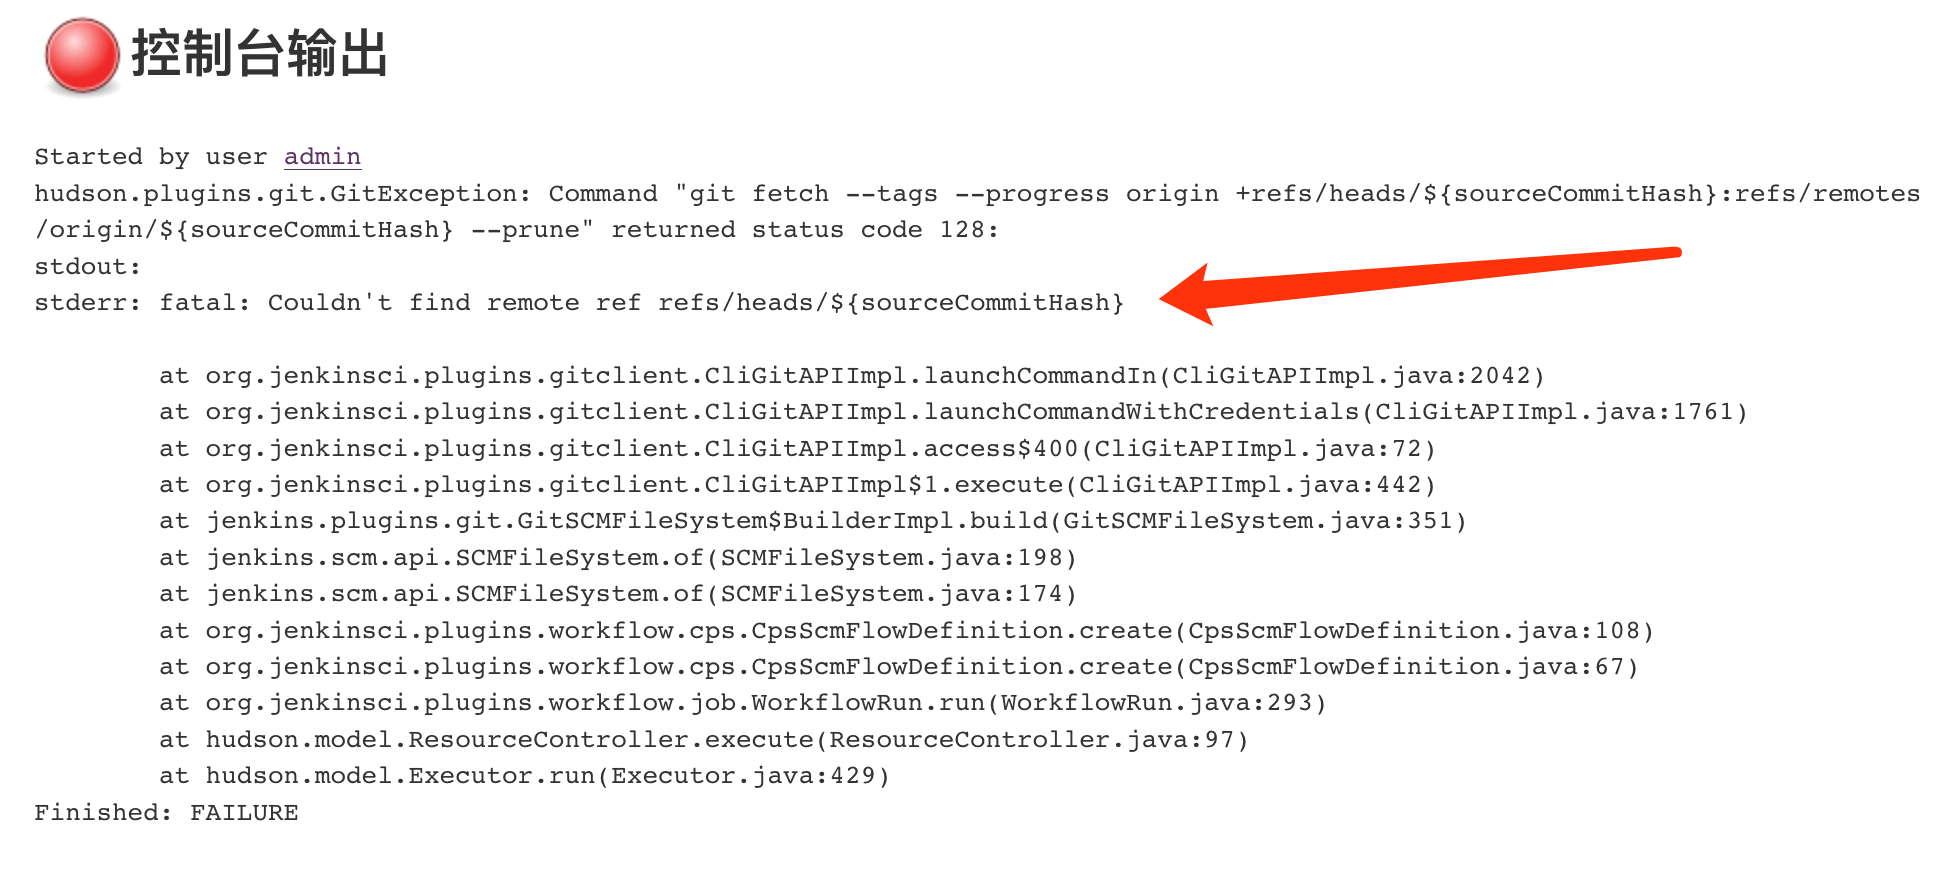 控制台输出
Started by user admin
hudson.plugins.git.GitException: Command "git fetch --tags --progress origin +refs/heads/${sourceCommitHash}:refs/remotes
/origin/${sourceCommitHash} --prune" returned status code 128:
stdout:
stderr: fatal: Couldn't find remote ref refs/heads/${sourceCommitHash}
at org.jenkinsci.plugins.gitclient.CliGitAPIImpl.launchCommandIn(CliGitAPIImpl.java:2042)
at org.jenkinsci.plugins.gitclient.CliGitAPIImpl.launchCommandWithCredentials(CliGitAPIImpl.java:1761)
at org.jenkinsci.plugins.gitclient.CliGitAPIImpl.access$400(CliGitAPIImpl.java:72)
at org.jenkinsci.plugins.gitclient.CliGitAPIImpl$1.execute(CliGitAPIImpl.java:442)
at jenkins.plugins.git.GitSCMFileSystem$BuilderImpl.build(GitSCMFileSystem.java:351)
at jenkins.scm.api.SCMFileSystem.of(SCMFileSystem.java:198)
at jenkins.scm.api.SCMFileSystem.of(SCMFileSystem.java:174)
at org.jenkinsci.plugins.workflow.cps.CpsScmFlowDefinition.create(CpsScmFlowDefinition.java:108)
at org.jenkinsci.plugins.workflow.cps.CpsScmFlowDefinition.create(CpsScmFlowDefinition.java:67)
at org.jenkinsci.plugins.workflow.job.WorkflowRun.run(WorkflowRun.java:293)
at hudson.model.ResourceController.execute(ResourceController.java:97)
at hudson.model.Executor.run(Executor.java:429)
Finished: FAILURE